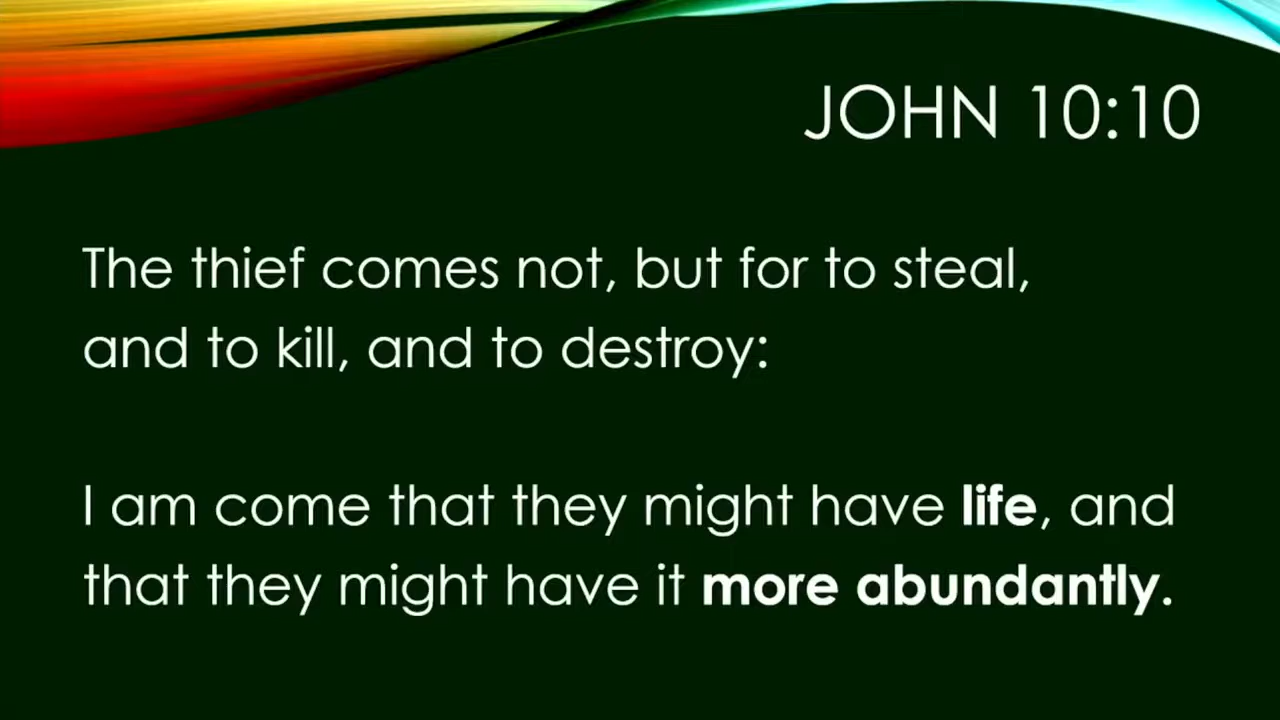 JOHN 10:10
The thief comes not, but for to steal,
and to kill, and to destroy:
I am come that they might have life, and
that they might have it more abundantly.